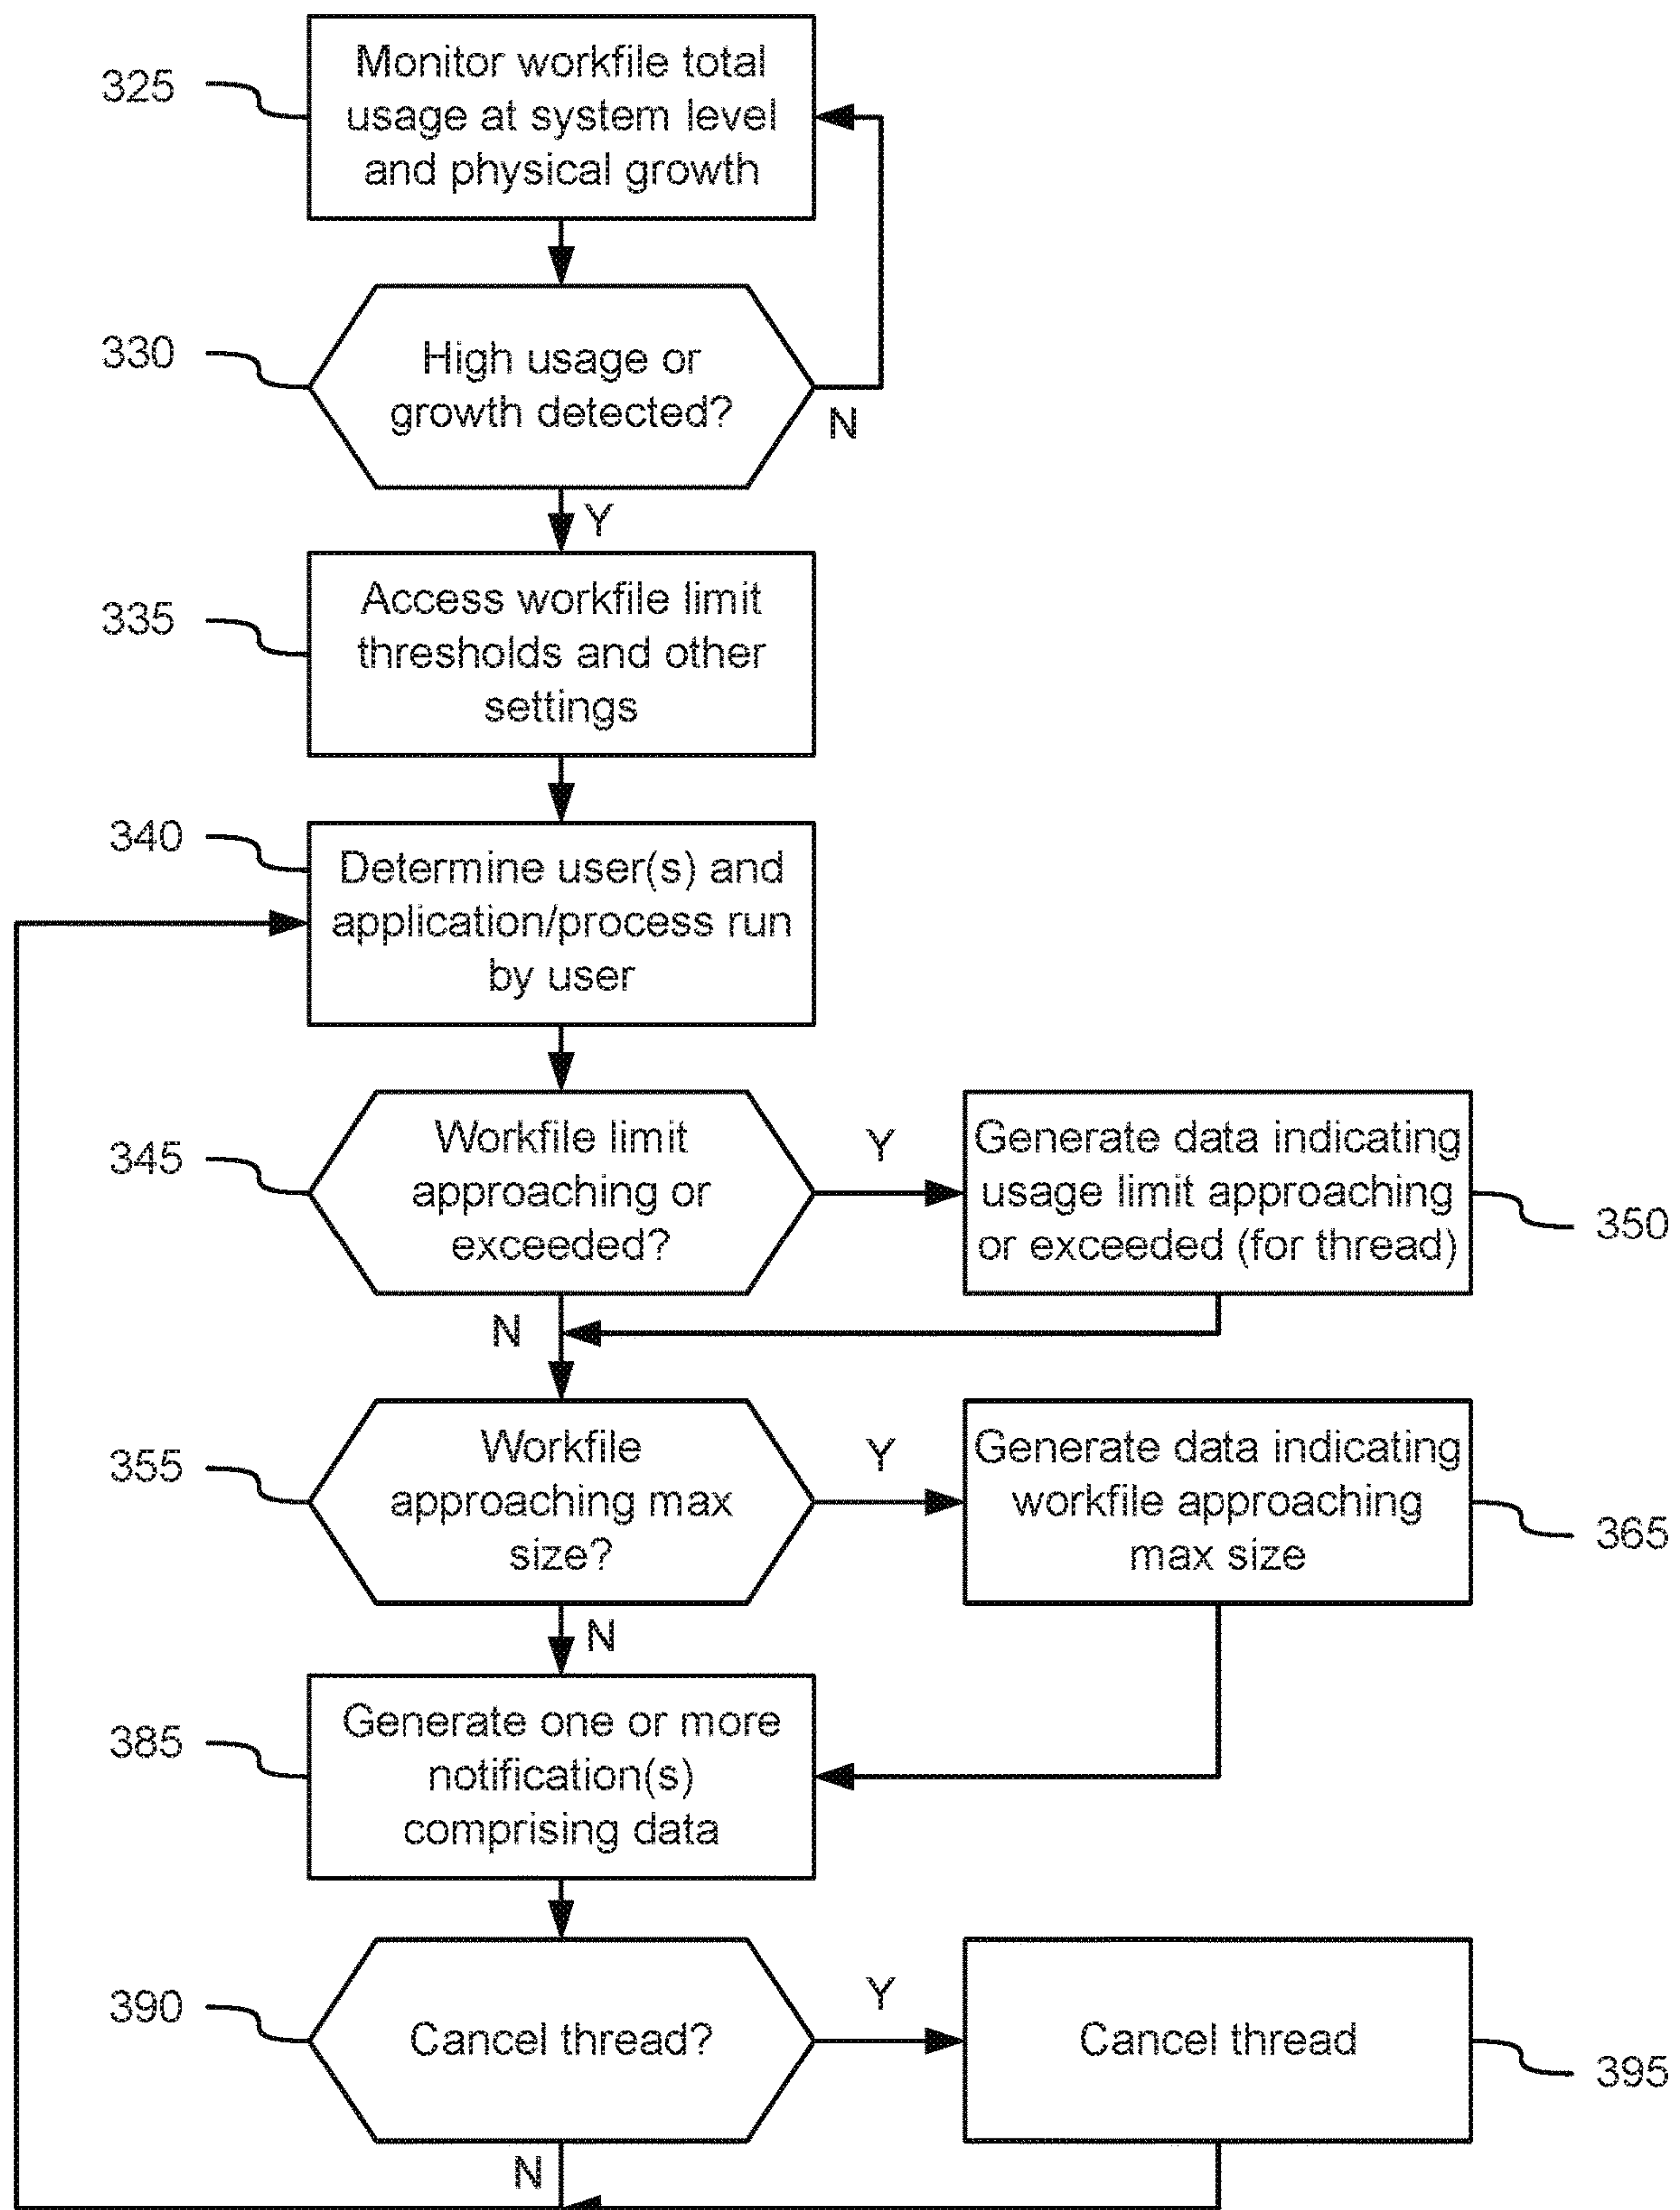 325
Monitor workfile total
usage at system level
and physical growth
330
High usage or
growth detected?
N
Y
335
Access workfile limit
thresholds and other
settings
340
Determine user(s) and
application/process run
by user
345
Workfile limit
approaching or
exceeded?
Y
Generate data indicating
usage limit approaching
or exceeded (for thread)
350
N
355
Workfile
approaching max
size?
Y
Generate data indicating
workfile approaching
max size
365
N
385
Generate one or more
notification(s)
comprising data
390
Cancel thread?
Y
Cancel thread
395
N